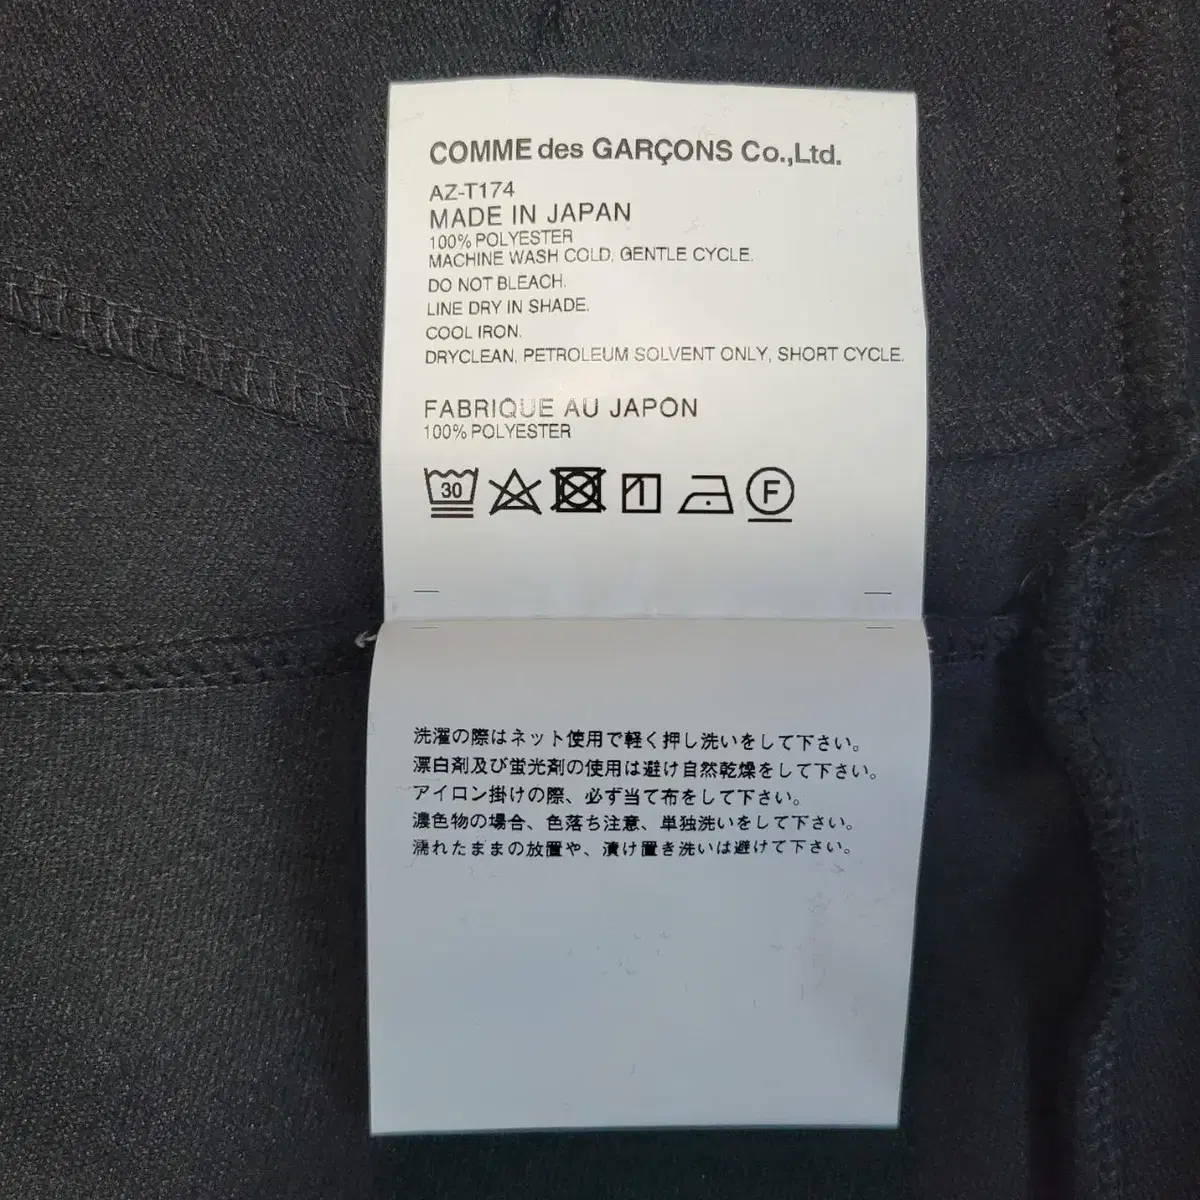 COMME des GARÇONS Co.,Ltd.
AZ-T174
MADE IN JAPAN
100% POLYESTER
MACHINE WASH COLD, GENTLE CYCLE.
DO NOT BLEACH.
LINE DRY IN SHADE.
COOL IRON.
DRYCLEAN, PETROLEUM SOLVENT ONLY, SHORT CYCLE.
FABRIQUE AU JAPON
100% POLYESTER
30
F
洗濯の際はネット使用で軽く押し洗いをして下さい。
漂白剤及び蛍光剤の使用は避け自然乾燥をして下さい。
アイロン掛けの際、必ず当て布をして下さい。
濃色物の場合、色落ち注意、単独洗いをして下さい。
濡れたままの放置や、漬け置き洗いは避けて下さい。